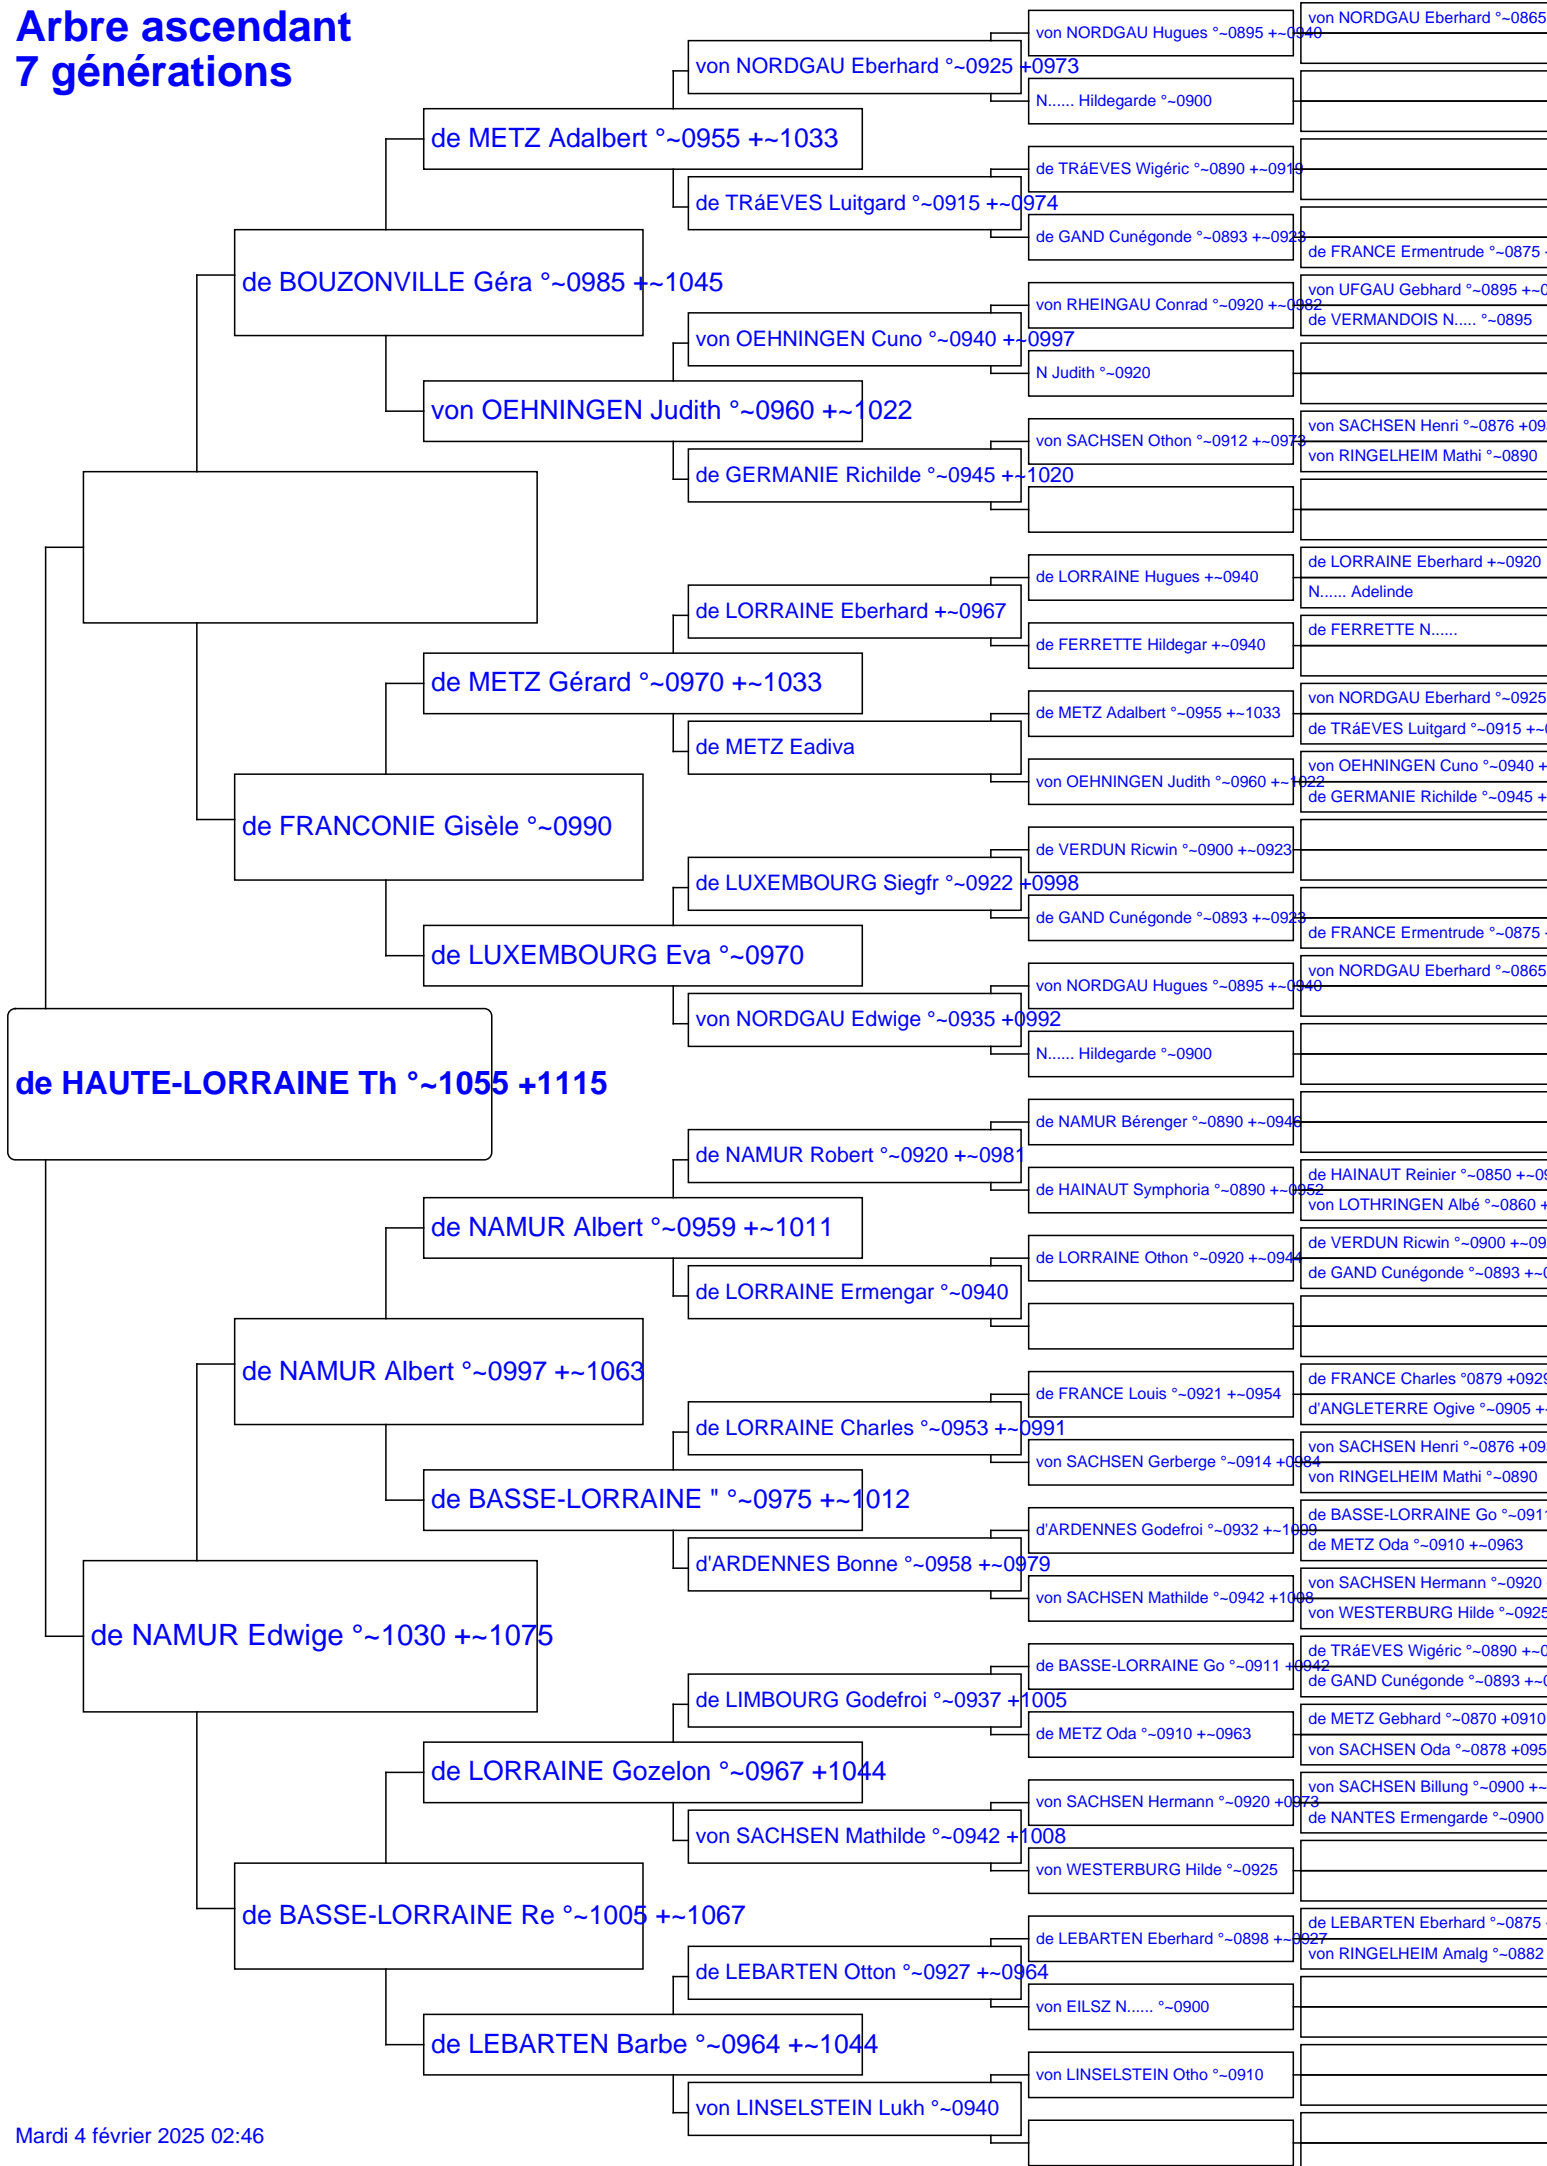 Arbre ascendant
7 générations
de HAUTE-LORRAINE Th °~1055 +1115
de NAMUR Edwige °~1030 +~1075
de BOUZONVILLE Géra °~0985 +~1045
de FRANCONIE Gisèle °~0990
de NAMUR Albert °~0997 +~1063
de BASSE-LORRAINE Re °~1005 +~1067
de METZ Adalbert °~0955 +~1033
von OEHNINGEN Judith °~0960 +~1022
de METZ Gérard °~0970 +~1033
de LUXEMBOURG Eva °~0970
de NAMUR Albert °~0959 +~1011
de BASSE-LORRAINE " °~0975 +~1012
de LORRAINE Gozelon °~0967 +1044
de LEBARTEN Barbe °~0964 +~1044
von NORDGAU Eberhard °~0925 +0973
de TRáEVES Luitgard °~0915 +~0974
von OEHNINGEN Cuno °~0940 +~0997
de GERMANIE Richilde °~0945 +~1020
de LORRAINE Eberhard +~0967
de METZ Eadiva
de LUXEMBOURG Siegfr °~0922 +0998
von NORDGAU Edwige °~0935 +0992
de NAMUR Robert °~0920 +~0981
de LORRAINE Ermengar °~0940
de LORRAINE Charles °~0953 +~0991
d'ARDENNES Bonne °~0958 +~0979
de LIMBOURG Godefroi °~0937 +1005
von SACHSEN Mathilde °~0942 +1008
de LEBARTEN Otton °~0927 +~0964
von LINSELSTEIN Lukh °~0940
von NORDGAU Hugues °~0895 +~0940
N...... Hildegarde °~0900
de TRáEVES Wigéric °~0890 +~0919
de GAND Cunégonde °~0893 +~0923
von RHEINGAU Conrad °~0920 +~0982
N Judith °~0920
von SACHSEN Othon °~0912 +~0973
de LORRAINE Hugues +~0940
de FERRETTE Hildegar +~0940
de METZ Adalbert °~0955 +~1033
von OEHNINGEN Judith °~0960 +~1022
de VERDUN Ricwin °~0900 +~0923
de GAND Cunégonde °~0893 +~0923
von NORDGAU Hugues °~0895 +~0940
N...... Hildegarde °~0900
de NAMUR Bérenger °~0890 +~0946
de HAINAUT Symphoria °~0890 +~0952
de LORRAINE Othon °~0920 +~0944
de FRANCE Louis °~0921 +~0954
von SACHSEN Gerberge °~0914 +0984
d'ARDENNES Godefroi °~0932 +~1009
von SACHSEN Mathilde °~0942 +1008
de BASSE-LORRAINE Go °~0911 +0942
de METZ Oda °~0910 +~0963
von SACHSEN Hermann °~0920 +0973
von WESTERBURG Hilde °~0925
de LEBARTEN Eberhard °~0898 +~0927
von EILSZ N...... °~0900
von LINSELSTEIN Otho °~0910
von NORDGAU Eberhard °~0865
de FRANCE Ermentrude °~0875
von UFGAU Gebhard °~0895 +~0
de VERMANDOIS N..... °~0895
von SACHSEN Henri °~0876 +09
von RINGELHEIM Mathi °~0890
de LORRAINE Eberhard +~0920
N...... Adelinde
de FERRETTE N......
von NORDGAU Eberhard °~0925
de TRáEVES Luitgard °~0915 +~0
von OEHNINGEN Cuno °~0940 +
de GERMANIE Richilde °~0945 +
de FRANCE Ermentrude °~0875
von NORDGAU Eberhard °~0865
de HAINAUT Reinier °~0850 +~09
von LOTHRINGEN Albé °~0860 +
de VERDUN Ricwin °~0900 +~09
de GAND Cunégonde °~0893 +~0
de FRANCE Charles °0879 +0929
d'ANGLETERRE Ogive °~0905 +
von SACHSEN Henri °~0876 +09
von RINGELHEIM Mathi °~0890
de BASSE-LORRAINE Go °~0911
de METZ Oda °~0910 +~0963
von SACHSEN Hermann °~0920
von WESTERBURG Hilde °~0925
de TRáEVES Wigéric °~0890 +~0
de GAND Cunégonde °~0893 +~0
de METZ Gebhard °~0870 +0910
von SACHSEN Oda °~0878 +095
von SACHSEN Billung °~0900 +~
de NANTES Ermengarde °~0900
de LEBARTEN Eberhard °~0875
von RINGELHEIM Amalg °~0882
Mardi 4 février 2025 02:46